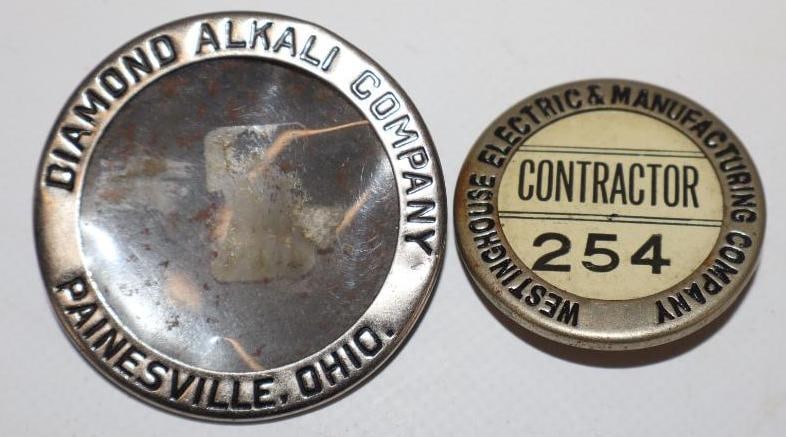 DIAMOND ALKALI COMPANY
PAINESVILLE, OHIO.
WESTINGHOUSE ELECTRIC & MANUFACTURING COMPANY
CONTRACTOR
254